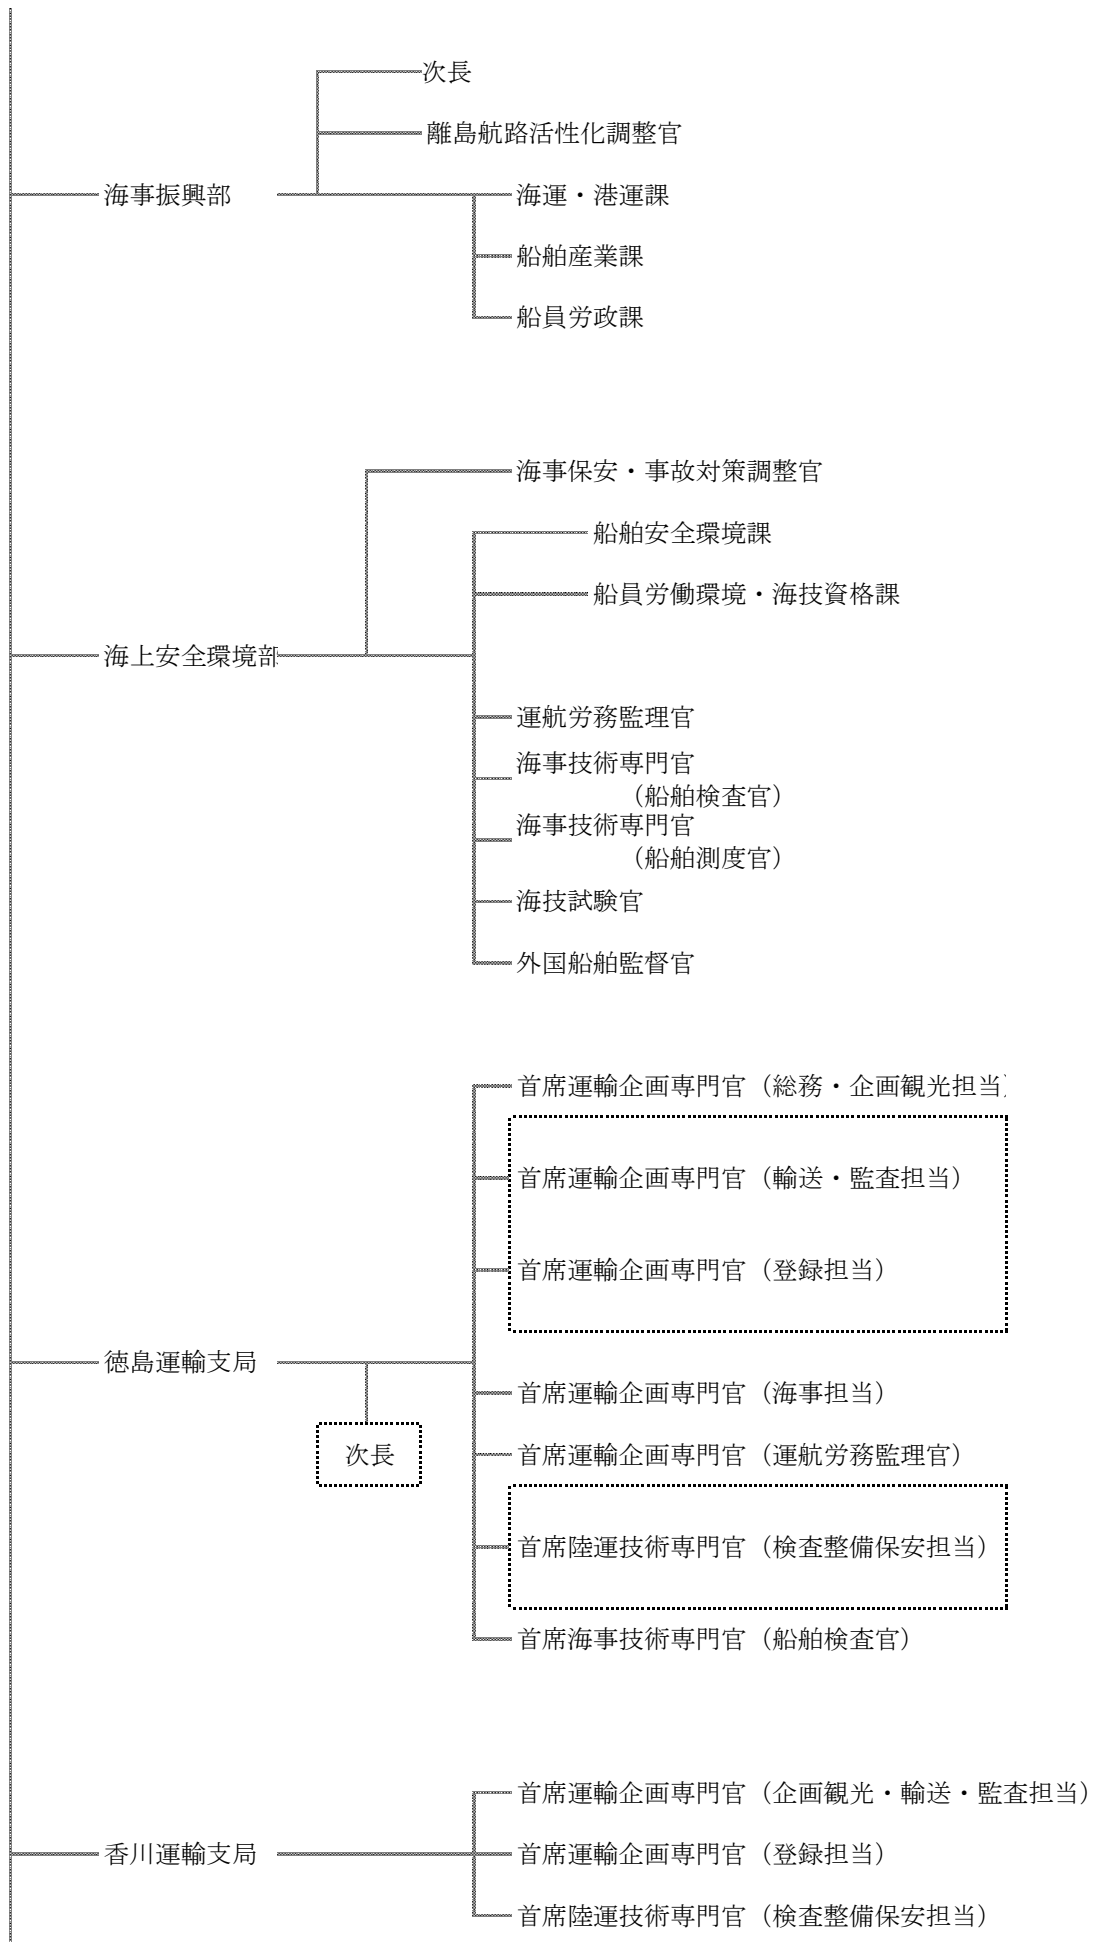 次長
離島航路活性化調整官
海事振興部
海運・港運課
船舶産業課
船員労政課
海事保安・事故対策調整官
船舶安全環境課
船員労働環境・海技資格課
海上安全環境部
運航労務監理官
海事技術専門官
（船舶検査官）
海事技術専門官
（船舶測度官）
海技試験官
外国船舶監督官
首席運輸企画専門官（総務・企画観光担当）
首席運輸企画専門官（輸送・監査担当）
首席運輸企画専門官（登録担当）
徳島運輸支局
首席運輸企画専門官（海事担当）
次長
首席運輸企画専門官（運航労務監理官）
首席陸運技術専門官（検査整備保安担当）
首席海事技術専門官（船舶検査官）
首席運輸企画専門官（企画観光・輸送・監査担当）
香川運輸支局
首席運輸企画専門官（登録担当）
首席陸運技術専門官（検査整備保安担当）